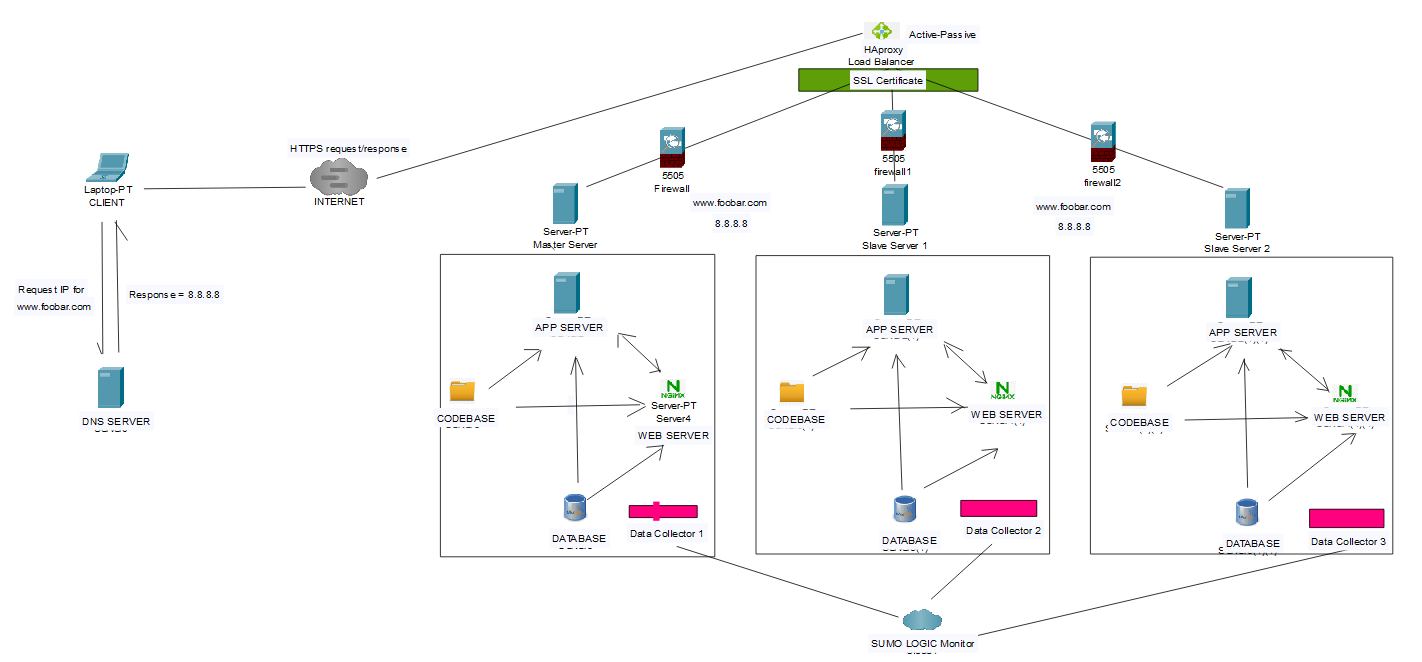 Active-Passive
HAproxy
Load Balancer
SSL Certificate
HTTPS request/response
INTERNET
Laptop-PT
CLIENT
Request IP for
www.foobar.com
Response = 8.8.8.8
DNS SERVER
5505
Firewall
5505
firewall1
5505
firewall2
www.foobar.com
8.8.8.8
www.foobar.com
8.8.8.8
Server-PT
Master Server
Server-PT
Slave Server 1
Server-PT
Slave Server 2
APP SERVER
CODEBASE
NGINX
Server-PT
Server4
WEB SERVER
DATABASE
Data Collector 1
APP SERVER
CODEBASE
NGINX
WEB SERVER
DATABASE
Data Collector 2
APP SERVER
CODEBASE
NGINX
WEB SERVER
DATABASE
Data Collector 3
SUMO LOGIC Monitor